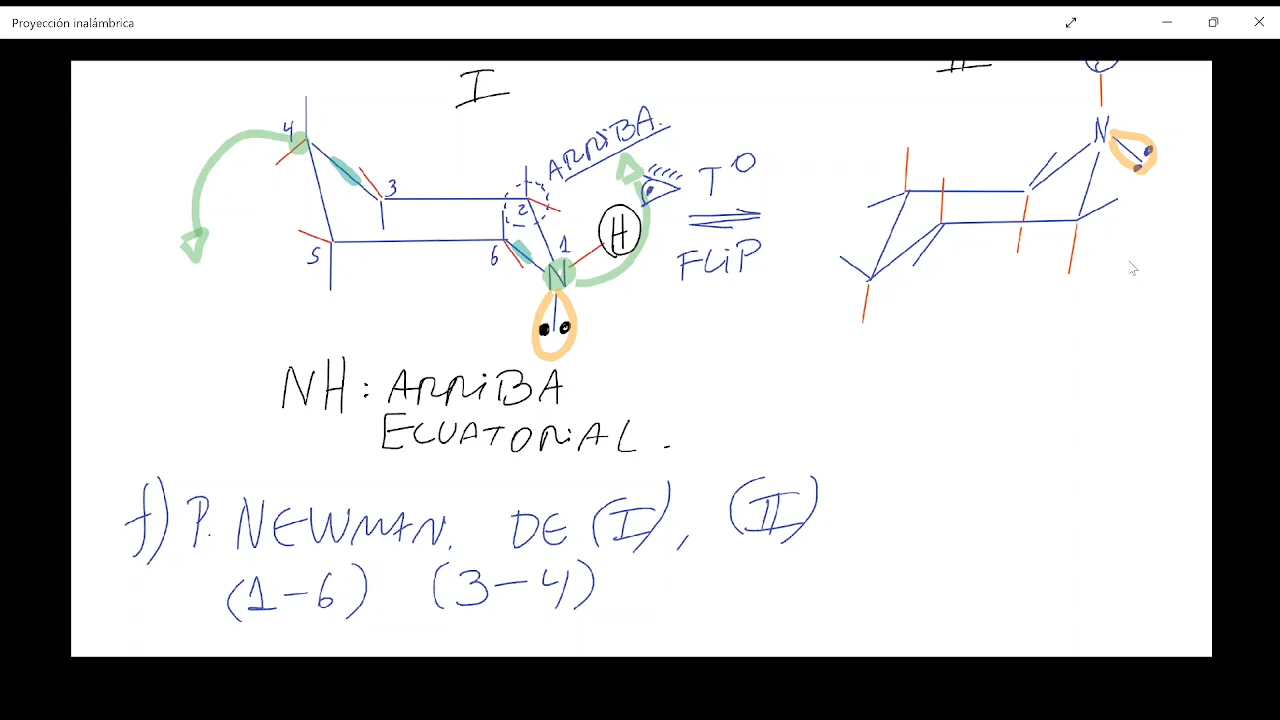 Proyección inalámbrica
I
II
4
3
ARRIBA.
2
T°
N
H
5
6
1
FLiP
N
NH: ARRiBA
ECUATORiAL.
f) P. NEWMAN. DE (I), (II)
(1-6) (3-4)